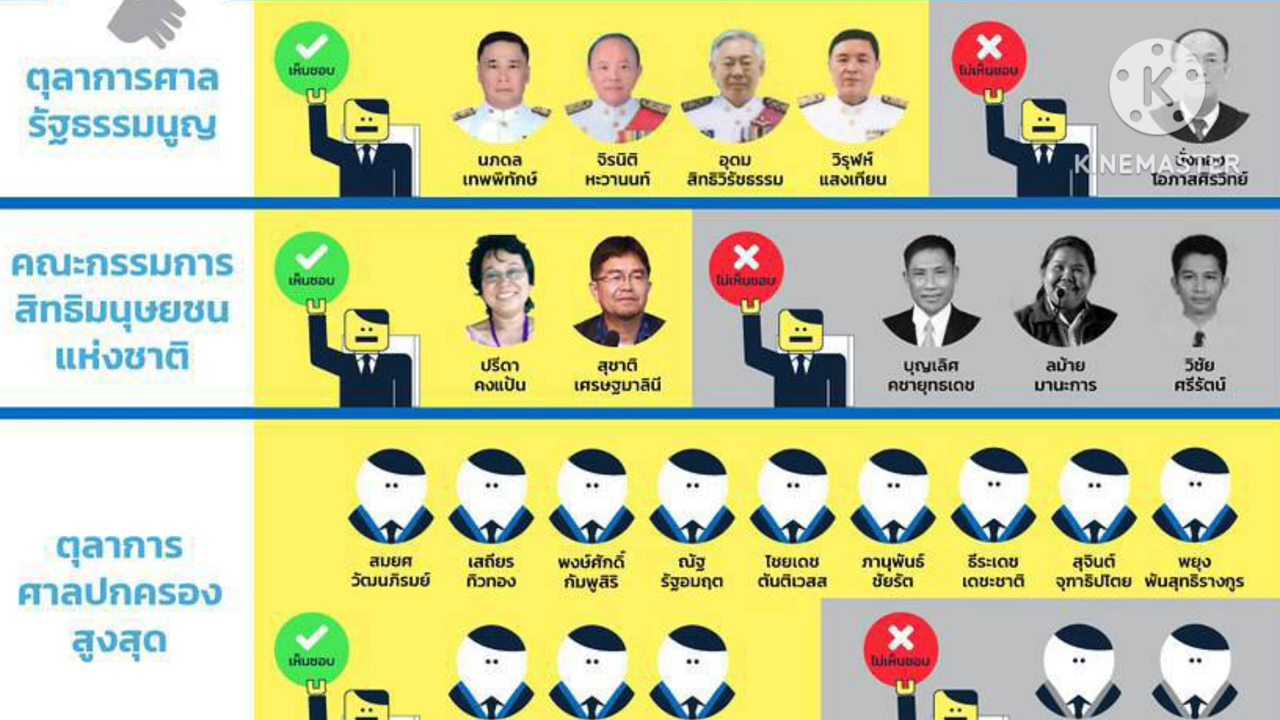 ตุลาการศาล
รัฐธรรมนูญ
เห็นชอบ
นภดล
เทพพิทักษ์
จิรนิติ
หะวานนท์
อุดม
สิทธิวิรัชธรรม
วิรุฬห์
แสงเทียน
ไม่เห็นชอบ
K
KINEMASTER
ชั่งทอง
โอภาสศิริวิทย์
คณะกรรมการ
สิทธิมนุษยชน
แห่งชาติ
เห็นชอบ
ปรีดา
คงแป้น
สุชาติ
เศรษฐมาลินี
ไม่เห็นชอบ
บุญเลิศ
คชายุทธเดช
ลม้าย
มานะการ
วิชัย
ศรีรัตน์
ตุลาการ
ศาลปกครอง
สูงสุด
สมยศ
วัฒนภิรมย์
เสถียร
ทิวทอง
พงษ์ศักดิ์
กัมพูสิริ
ณัฐ
รัฐอมฤต
ไชยเดช
ตันติเวสส
ภานุพันธ์
ชัยรัต
ธีระเดช
เดชะชาติ
สุจินต์
จุฑาธิปไตย
พยุง
พันสุทธิรางกูร
เห็นชอบ
ไม่เห็นชอบ